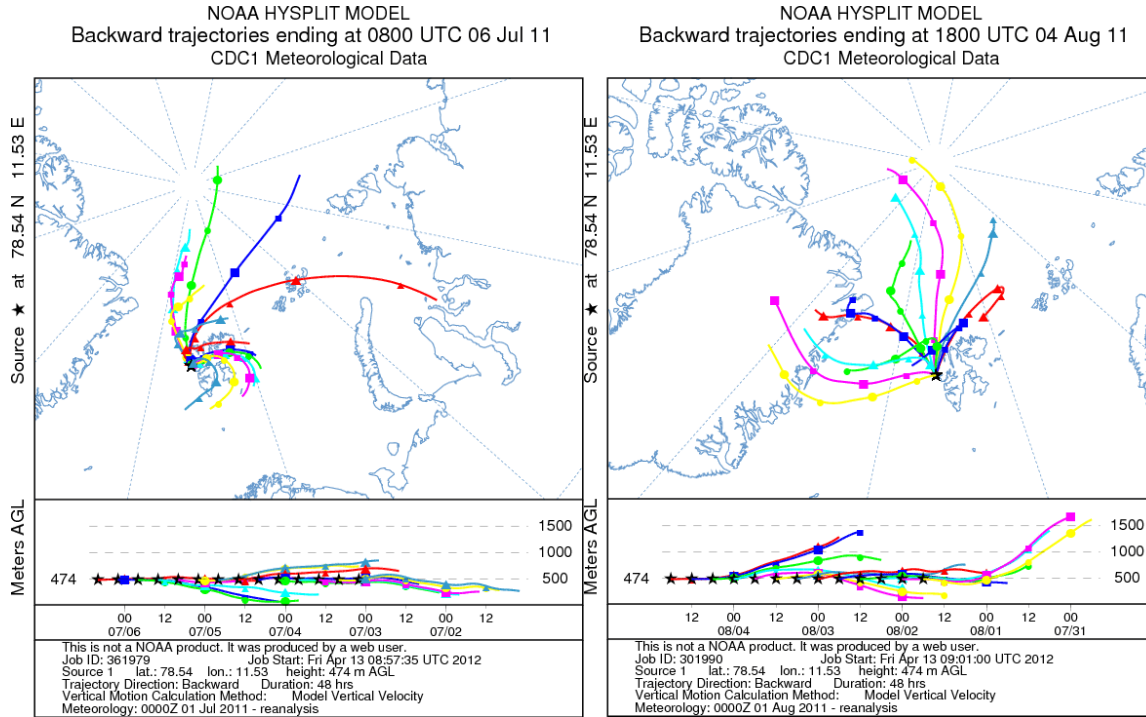 NOAA HYSPLIT MODEL
Backward trajectories ending at 0800 UTC 06 Jul 11
CDC1 Meteorological Data
Source ★ at 78.54 N 11.53 E
Meters AGL
474
1500
1000
500
00 12 00 12 00 12 00 12 00 12
07/06 07/05 07/04 07/03 07/02
This is not a NOAA product. It was produced by a web user.
Job ID: 361979 Job Start: Fri Apr 13 08:57:35 UTC 2012
Source 1 lat.: 78.54 lon.: 11.53 height: 474 m AGL
Trajectory Direction: Backward Duration: 48 hrs
Vertical Motion Calculation Method: Model Vertical Velocity
Meteorology: 0000Z 01 Jul 2011 - reanalysis
NOAA HYSPLIT MODEL
Backward trajectories ending at 1800 UTC 04 Aug 11
CDC1 Meteorological Data
Source ★ at 78.54 N 11.53 E
Meters AGL
474
1500
1000
500
12 00 12 00 12 00 12 00 12 00
08/04 08/03 08/02 08/01 07/31
This is not a NOAA product. It was produced by a web user.
Job ID: 301990 Job Start: Fri Apr 13 09:01:00 UTC 2012
Source 1 lat.: 78.54 lon.: 11.53 height: 474 m AGL
Trajectory Direction: Backward Duration: 48 hrs
Vertical Motion Calculation Method: Model Vertical Velocity
Meteorology: 0000Z 01 Aug 2011 - reanalysis